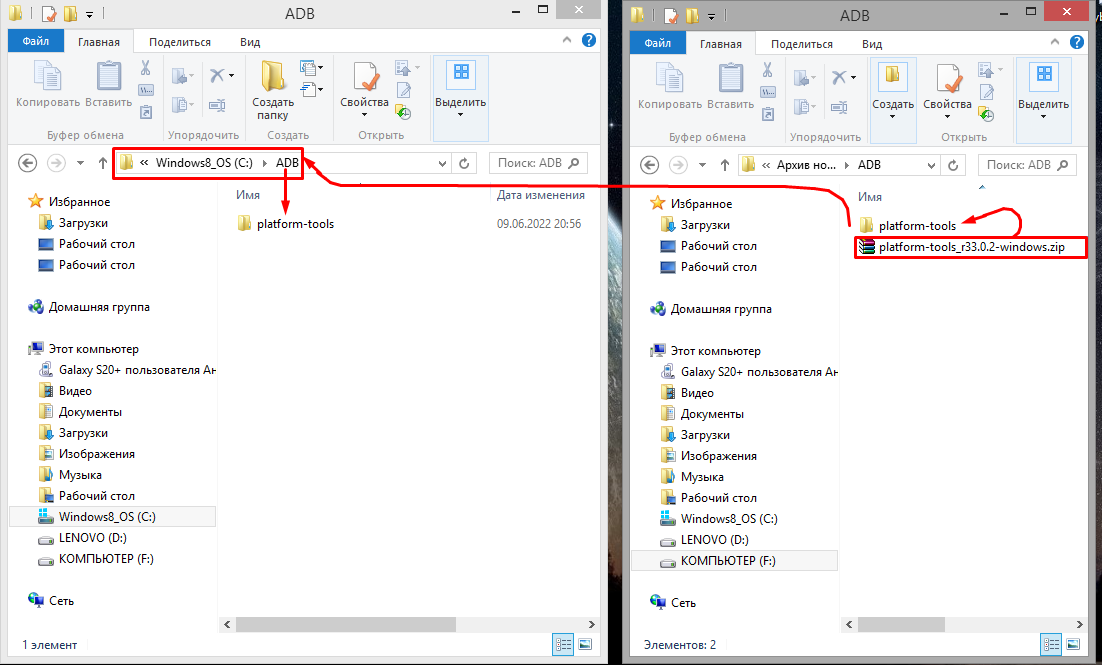 ADB
Файл
Главная
Поделиться
Вид
Копировать
Вставить
Создать папку
Свойства
Выделить
Буфер обмена
Упорядочить
Создать
Открыть
« Windows8_OS (C:) ADB
Поиск: ADB
Избранное
Загрузки
Рабочий стол
Рабочий стол
Домашняя группа
Этот компьютер
Galaxy S20+ пользователя Ан
Видео
Документы
Загрузки
Изображения
Музыка
Рабочий стол
Windows8_OS (C:)
LENOVO (D:)
КОМПЬЮТЕР (F:)
Сеть
Имя
Дата изменения
platform-tools
09.06.2022 20:56
1 элемент
ADB
Файл
Главная
Поделиться
Вид
Копировать
Вставить
Создать
Свойства
Выделить
Буфер обмена
Упорядочить
Открыть
« Архив но... ADB
Поиск: ADB
Избранное
Загрузки
Рабочий стол
Рабочий стол
Домашняя группа
Этот компьютер
Galaxy S20+ пользователя Ан
Видео
Документы
Загрузки
Изображения
Музыка
Рабочий стол
Windows8_OS (C:)
LENOVO (D:)
КОМПЬЮТЕР (F:)
Сеть
Имя
platform-tools
platform-tools_r33.0.2-windows.zip
Элементов: 2